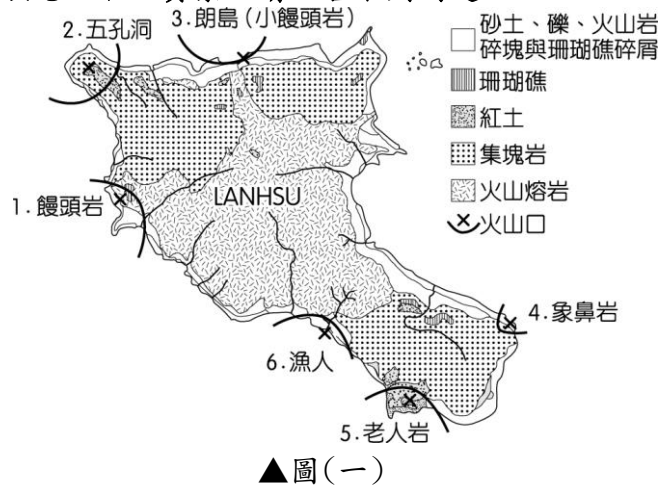 2.五孔洞
3.朗島(小饅頭岩)
1.饅頭岩
LANHSU
6.漁人
5.老人岩
4.象鼻岩
砂土、礫、火山岩
碎塊與珊瑚礁碎屑
珊瑚礁
紅土
集塊岩
火山熔岩
火山口
▲圖(一)